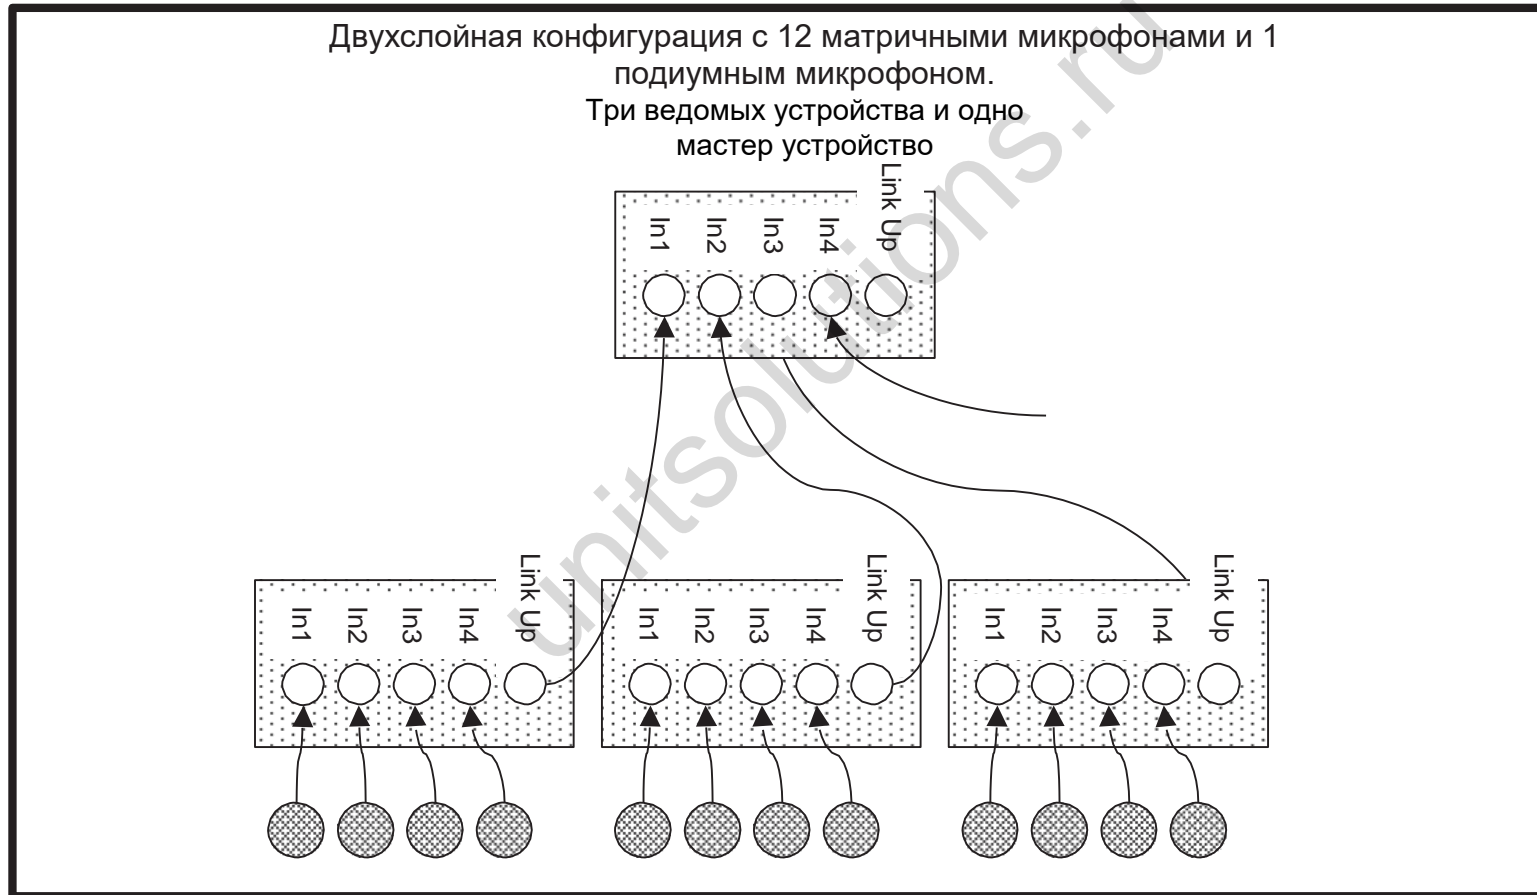 Двухслойная конфигурация с 12 матричными микрофонами и 1
подиумным микрофоном.
Три ведомых устройства и одно
мастер устройство
In1
In2
In3
In4
Link Up
In1
In2
In3
In4
Link Up
In1
In2
In3
In4
Link Up
In1
In2
In3
In4
Link Up
unitsolutions.ru